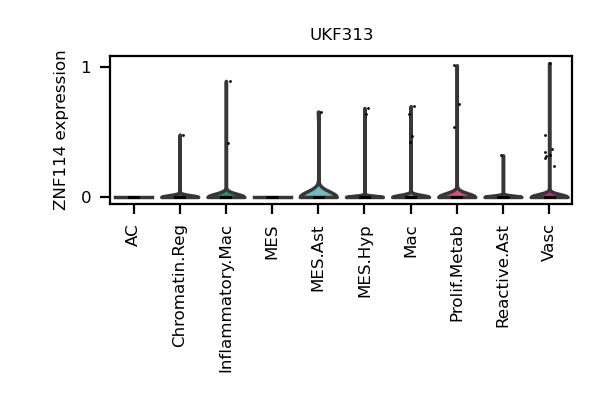 UKF313
ZNF114 expression
1
0
AC
Chromatin.Reg
Inflammatory.Mac
MES
MES.Ast
MES.Hyp
Mac
Prolif.Metab
Reactive.Ast
Vasc